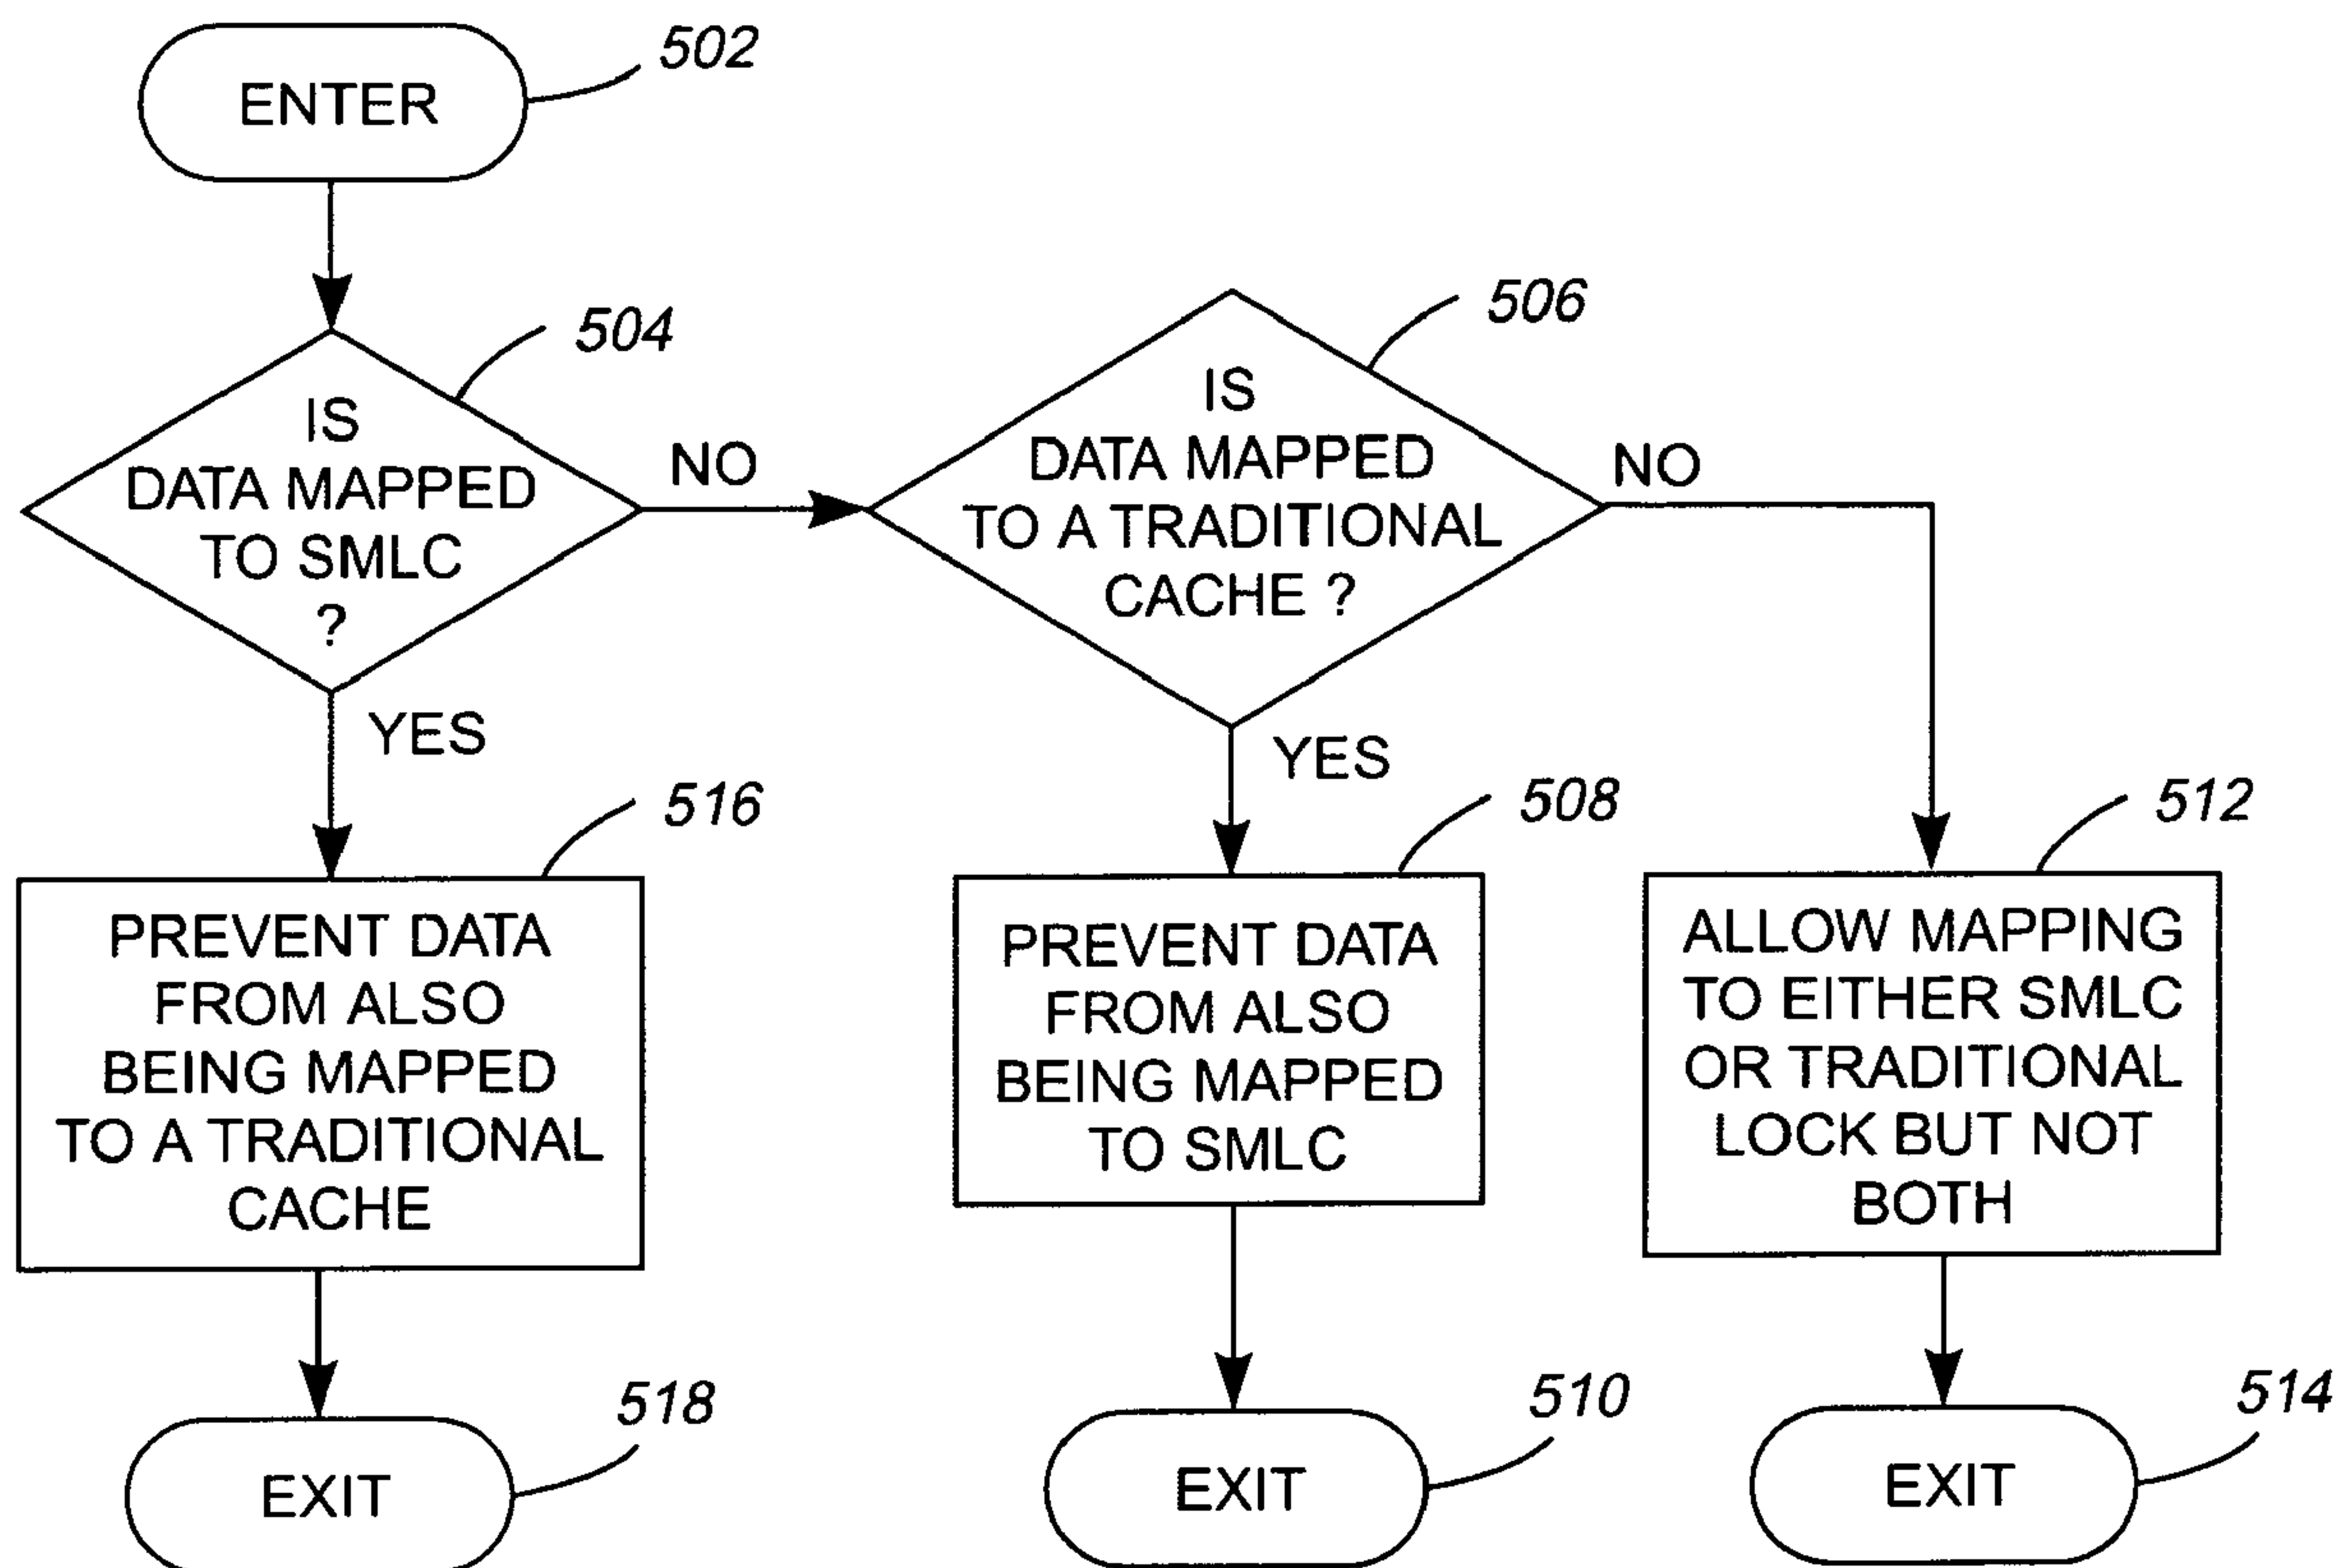 ENTER
502
IS
DATA MAPPED
TO SMLC
?
504
NO
YES
IS
DATA MAPPED
TO A TRADITIONAL
CACHE ?
506
NO
YES
PREVENT DATA
FROM ALSO
BEING MAPPED
TO A TRADITIONAL
CACHE
516
PREVENT DATA
FROM ALSO
BEING MAPPED
TO SMLC
508
ALLOW MAPPING
TO EITHER SMLC
OR TRADITIONAL
LOCK BUT NOT
BOTH
512
EXIT
518
EXIT
510
EXIT
514